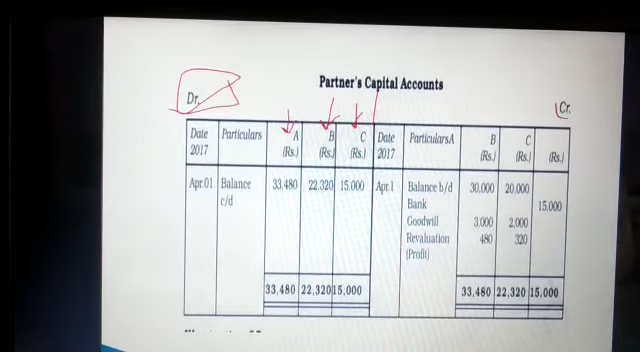 Partner's Capital Accounts
Dr. Cr.
Date Particulars A B C Date ParticularsA B C
2017 (Rs.) (Rs.) (Rs.) 2017 (Rs.) (Rs.) (Rs.)
Apr.01 Balance 33,480 22,320 15,000 Apr.1 Balance b/d 30,000 20,000
c/d Bank 15,000
Goodwill 3,000 2,000
Revaluation 480 320
(Profit)
33,480 22,320 15,000 33,480 22,320 15,000